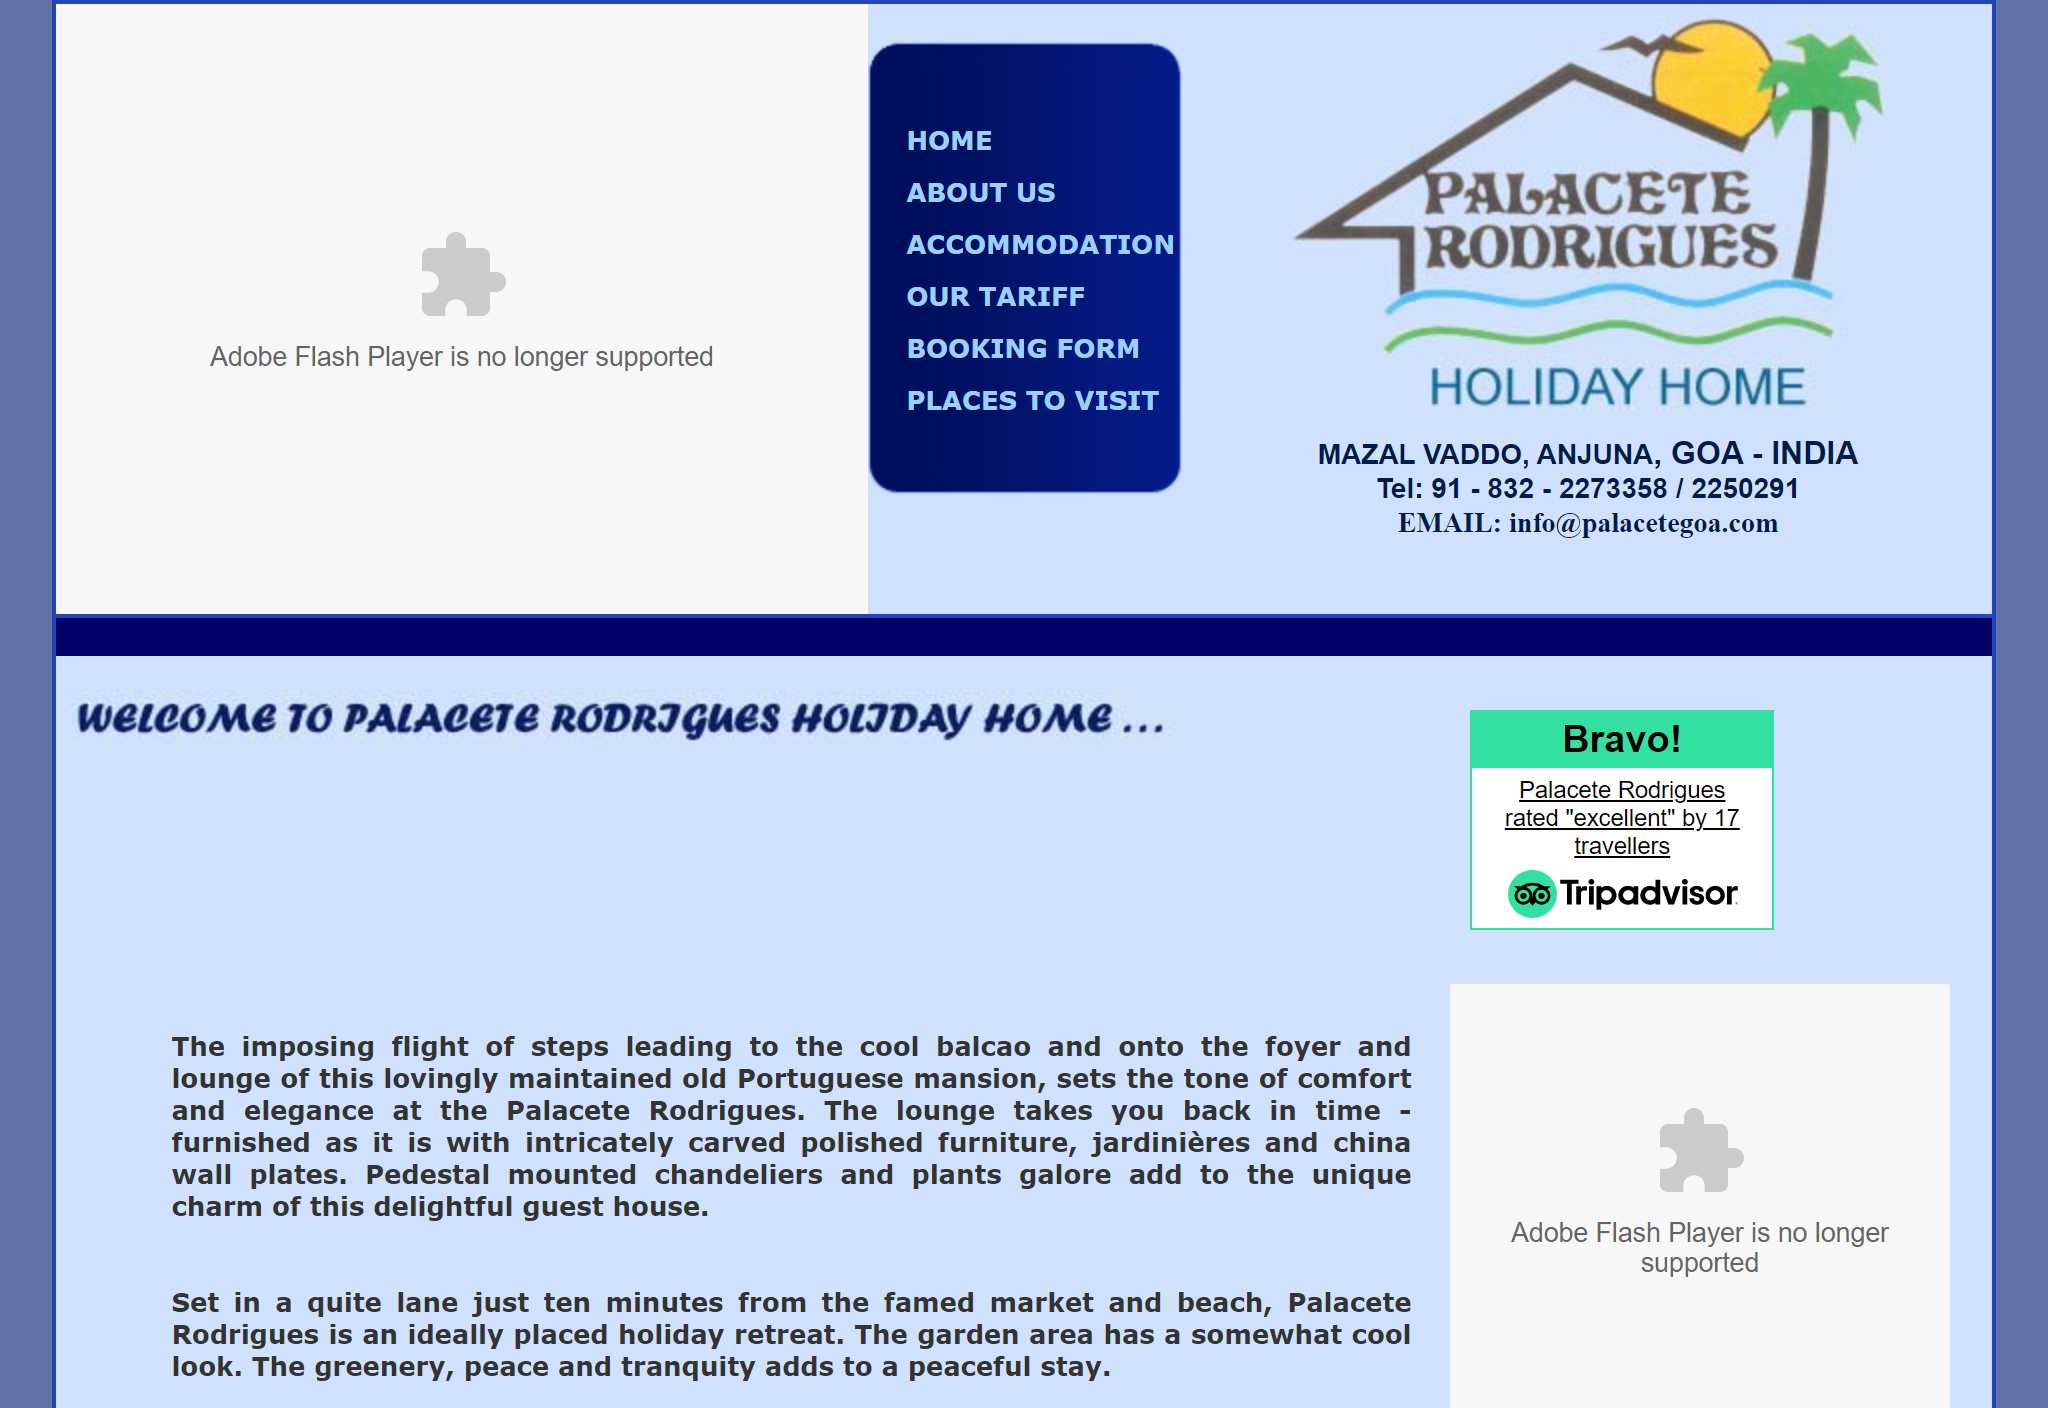 Adobe Flash Player is no longer supported
HOME
ABOUT US
ACCOMMODATION
OUR TARIFF
BOOKING FORM
PLACES TO VISIT
PALACETE
RODRIGUES
HOLIDAY HOME
MAZAL VADDO, ANJUNA, GOA - INDIA
Tel: 91 - 832 - 2273358 / 2250291
EMAIL: info@palacetegoa.com
WELCOME TO PALACETE RODRIGUES HOLIDAY HOME ...
Bravo!
Palacete Rodrigues
rated "excellent" by 17
travellers
Tripadvisor
The imposing flight of steps leading to the cool balcao and onto the foyer and
lounge of this lovingly maintained old Portuguese mansion, sets the tone of comfort
and elegance at the Palacete Rodrigues. The lounge takes you back in time -
furnished as it is with intricately carved polished furniture, jardinières and china
wall plates. Pedestal mounted chandeliers and plants galore add to the unique
charm of this delightful guest house.
Set in a quite lane just ten minutes from the famed market and beach, Palacete
Rodrigues is an ideally placed holiday retreat. The garden area has a somewhat cool
look. The greenery, peace and tranquity adds to a peaceful stay.
Adobe Flash Player is no longer
supported